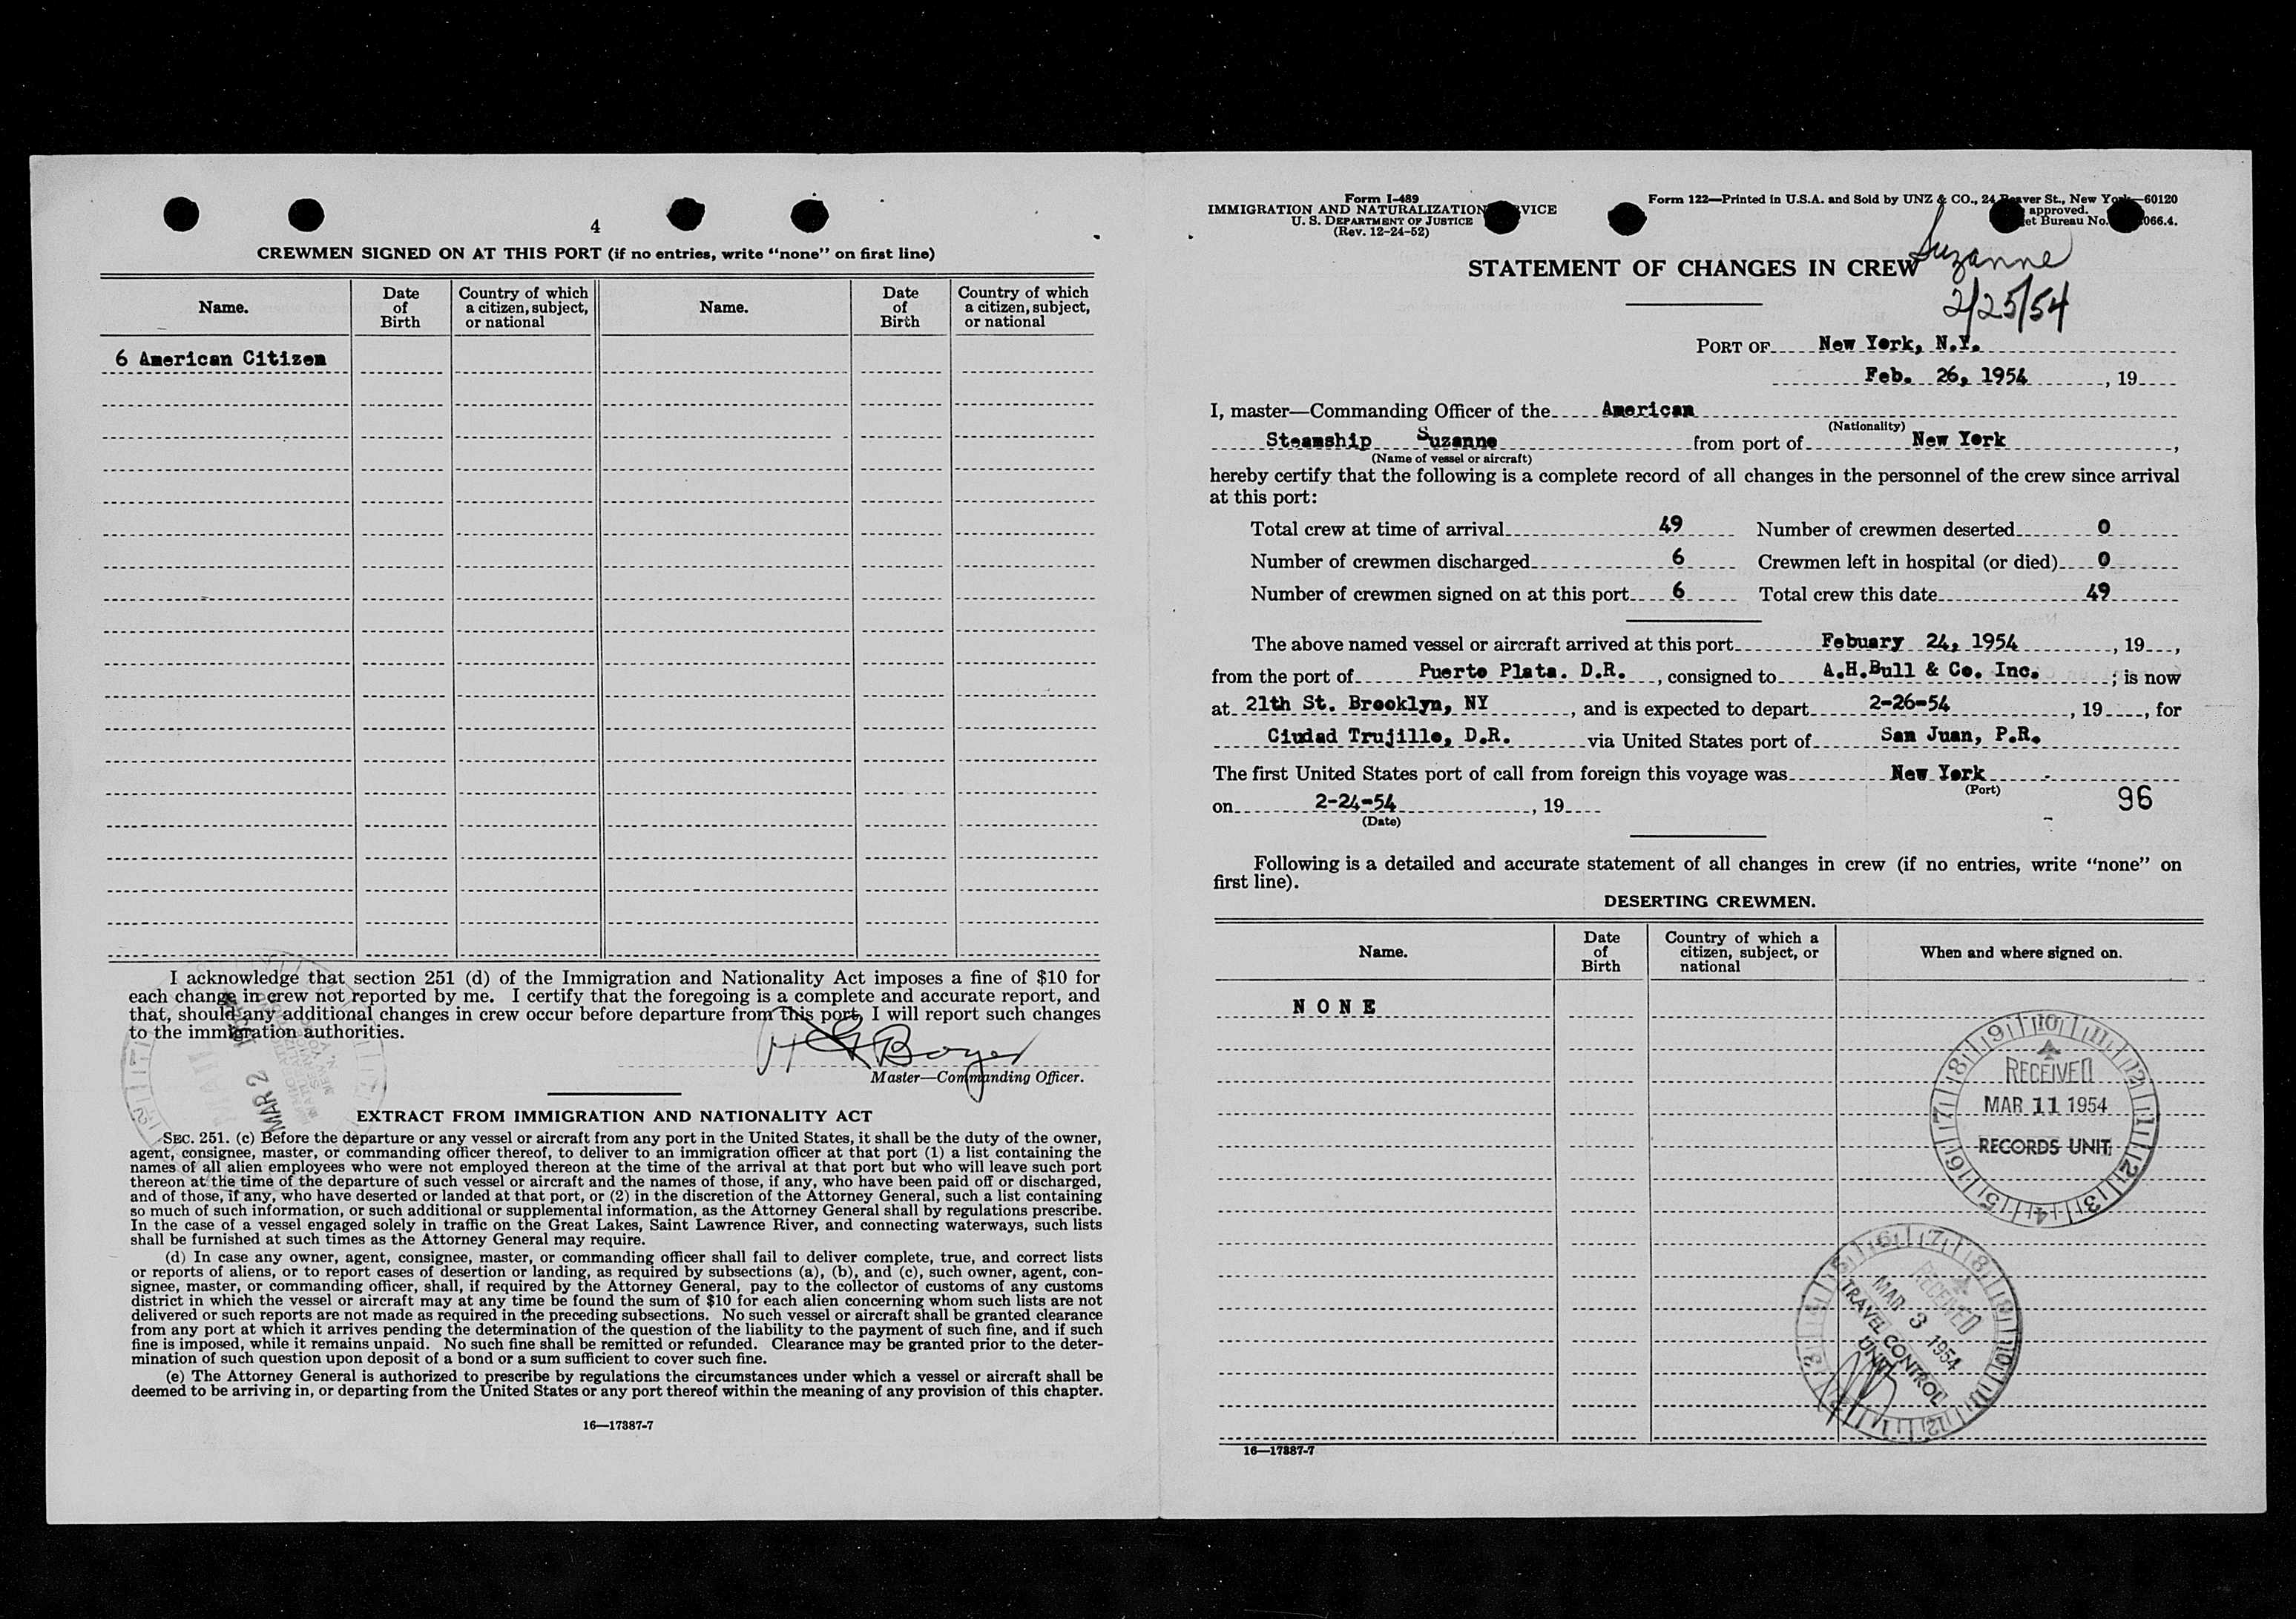 4
CREWMEN SIGNED ON AT THIS PORT (if no entries, write “none” on first line)
Name. Date of Birth Country of which a citizen, subject, or national Name. Date of Birth Country of which a citizen, subject, or national
6 American Citizen
I acknowledge that section 251 (d) of the Immigration and Nationality Act imposes a fine of $10 for
each change in crew not reported by me. I certify that the foregoing is a complete and accurate report, and
that, should any additional changes in crew occur before departure from this port, I will report such changes
to the immigration authorities.
H G Boyer
Master—Commanding Officer.
MAR 2
EXTRACT FROM IMMIGRATION AND NATIONALITY ACT
SEC. 251. (c) Before the departure or any vessel or aircraft from any port in the United States, it shall be the duty of the owner,
agent, consignee, master, or commanding officer thereof, to deliver to an immigration officer at that port (1) a list containing the
names of all alien employees who were not employed thereon at the time of the arrival at that port but who will leave such port
thereon at the time of the departure of such vessel or aircraft and the names of those, if any, who have been paid off or discharged,
and of those, if any, who have deserted or landed at that port, or (2) in the discretion of the Attorney General, such a list containing
so much of such information, or such additional or supplemental information, as the Attorney General shall by regulations prescribe.
In the case of a vessel engaged solely in traffic on the Great Lakes, Saint Lawrence River, and connecting waterways, such lists
shall be furnished at such times as the Attorney General may require.
(d) In case any owner, agent, consignee, master, or commanding officer shall fail to deliver complete, true, and correct lists
or reports of aliens, or to report cases of desertion or landing, as required by subsections (a), (b), and (c), such owner, agent, con-
signee, master, or commanding officer, shall, if required by the Attorney General, pay to the collector of customs of any customs
district in which the vessel or aircraft may at any time be found the sum of $10 for each alien concerning whom such lists are not
delivered or such reports are not made as required in the preceding subsections. No such vessel or aircraft shall be granted clearance
from any port at which it arrives pending the determination of the question of the liability to the payment of such fine, and if such
fine is imposed, while it remains unpaid. No such fine shall be remitted or refunded. Clearance may be granted prior to the deter-
mination of such question upon deposit of a bond or a sum sufficient to cover such fine.
(e) The Attorney General is authorized to prescribe by regulations the circumstances under which a vessel or aircraft shall be
deemed to be arriving in, or departing from the United States or any port thereof within the meaning of any provision of this chapter.
16—17387-7
Form I-489
IMMIGRATION AND NATURALIZATION VICE
U. S. DEPARTMENT OF JUSTICE
(Rev. 12-24-52)
Form 122—Printed in U.S.A. and Sold by UNZ & CO., 24 Beaver St., New York—60120
approved.
et Bureau No. 066.4.
STATEMENT OF CHANGES IN CREW
Suzanne
2/25/54
PORT OF New York, N.Y.
Feb. 26, 1954, 19
I, master—Commanding Officer of the American
(Nationality)
Steamship Suzanne from port of New York,
(Name of vessel or aircraft)
hereby certify that the following is a complete record of all changes in the personnel of the crew since arrival
at this port:
Total crew at time of arrival 49 Number of crewmen deserted 0
Number of crewmen discharged 6 Crewmen left in hospital (or died) 0
Number of crewmen signed on at this port 6 Total crew this date 49
The above named vessel or aircraft arrived at this port Febuary 24, 1954, 19,
from the port of Puerto Plata. D.R., consigned to A.H.Bull & Co. Inc.; is now
at 21th St. Brooklyn, NY, and is expected to depart 2-26-54, 19, for
Ciudad Trujillo, D.R. via United States port of San Juan, P.R.
The first United States port of call from foreign this voyage was New York
(Port)
on 2-24-54, 19
(Date)
96
Following is a detailed and accurate statement of all changes in crew (if no entries, write “none” on
first line).
DESERTING CREWMEN.
Name. Date of Birth Country of which a citizen, subject, or national When and where signed on.
N O N E
RECEIVED
MAR 11 1954
RECORDS UNIT
RECEIVED
MAR 3 1954
TRAVEL CONTROL
UNIT
16—17387-7